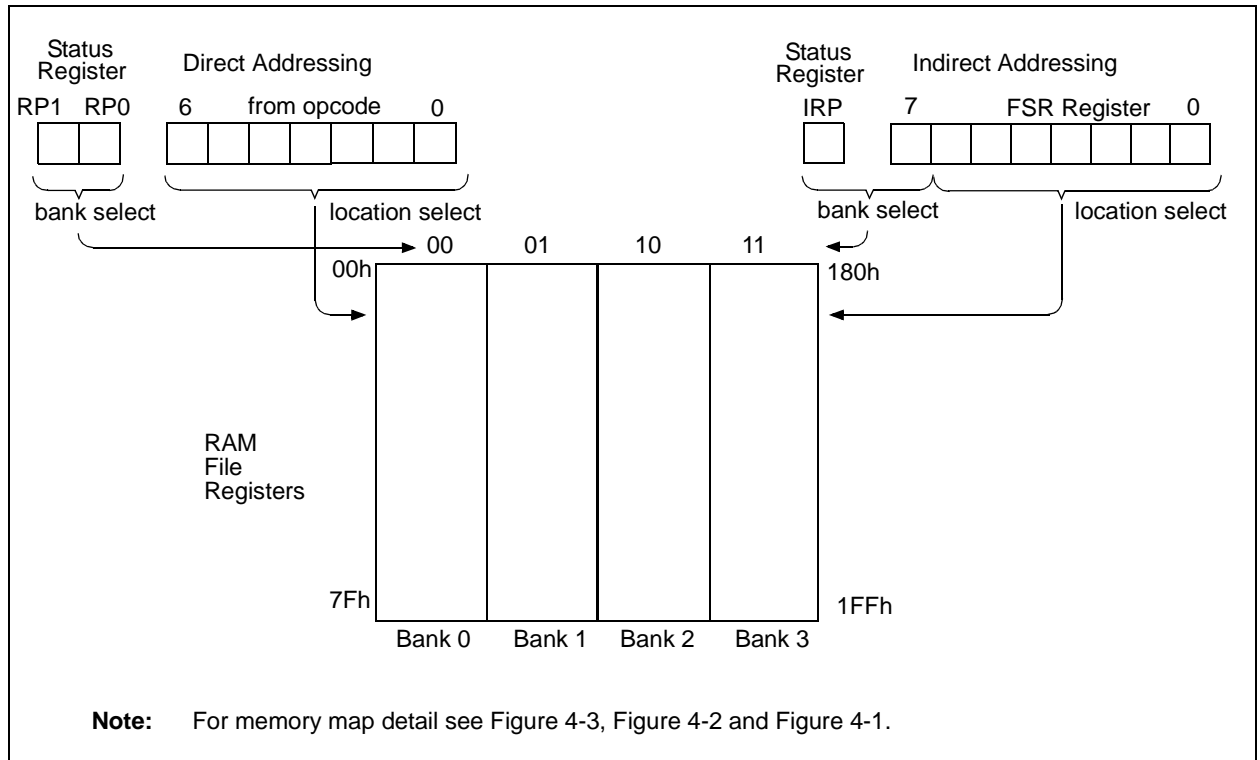 Status
Register
Direct Addressing
Status
Register
Indirect Addressing
RP1 RP0
6 from opcode 0
IRP
7 FSR Register 0
bank select
location select
bank select
location select
00 01 10 11
00h
180h
RAM
File
Registers
7Fh
1FFh
Bank 0 Bank 1 Bank 2 Bank 3
Note: For memory map detail see Figure 4-3, Figure 4-2 and Figure 4-1.